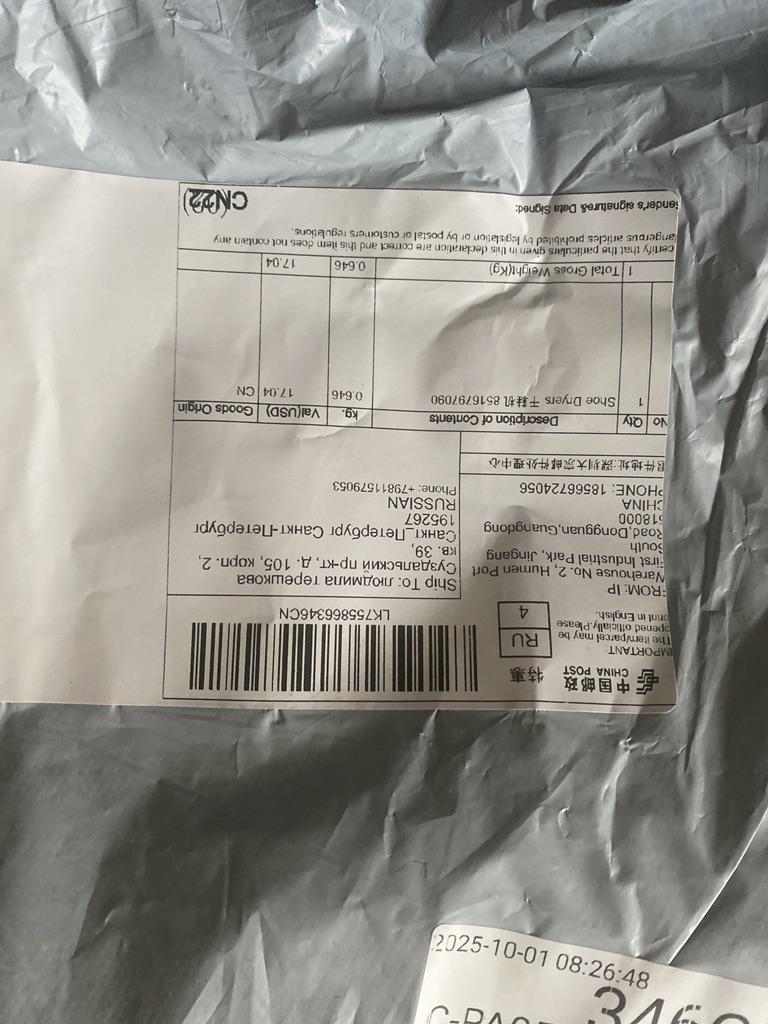 中国邮政
CHINA POST
特惠
IMPORTANT:
The item/parcel may be
opened officially.Please
print in English.
RU
4
LK755866346CN
FROM: IP
Warehouse No. 2, Humen Port
First Industrial Park, Jingang
South
Road,Dongguan,Guangdong
518000
CHINA
PHONE: 18566724056
退件地址:深圳大宗邮件处理中心
Ship To: людмила терешкова
Суздальский пр-кт, д. 105, корп. 2,
кв. 39,
Санкт_Петербург Санкт-Петербург
195267
RUSSIAN
Phone: +79811579053
No Qty Description of Contents kg. Val(USD) Goods Origin
1 Shoe Dryers 干鞋机 8516797090 0.646 17.04 CN
1 Total Gross Weight(Kg) 0.646 17.04
certify that the particulars given in this declaration are correct and this item does not contain any
dangerous articles prohibited by legislation or by postal or customers regulations.
Sender's signature& Data Signed:
CN22
2025-10-01 08:26:48